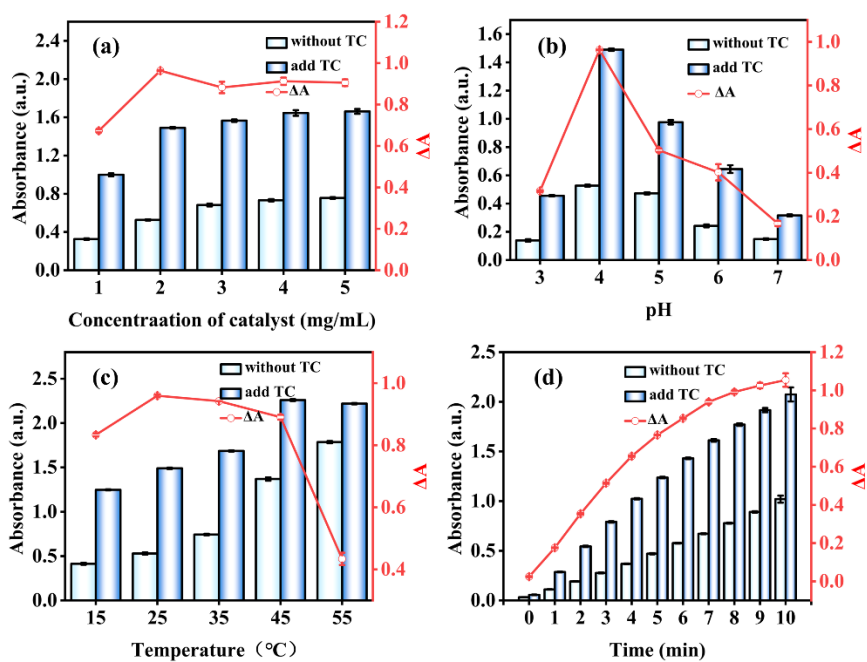 (a)
without TC
add TC
ΔA
Absorbance (a.u.)
2.4
2.0
1.6
1.2
0.8
0.4
0.0
1.2
1.0
0.8
0.6
0.4
0.2
0.0
ΔA
1 2 3 4 5
Concentraation of catalyst (mg/mL)
(b)
without TC
add TC
ΔA
Absorbance (a.u.)
1.6
1.4
1.2
1.0
0.8
0.6
0.4
0.2
0.0
1.0
0.8
0.6
0.4
0.2
0.0
ΔA
3 4 5 6 7
pH
(c)
without TC
add TC
ΔA
Absorbance (a.u.)
2.5
2.0
1.5
1.0
0.5
0.0
1.0
0.8
0.6
0.4
ΔA
15 25 35 45 55
Temperature（℃）
(d)
without TC
add TC
ΔA
Absorbance (a.u.)
2.5
2.0
1.5
1.0
0.5
0.0
1.2
1.0
0.8
0.6
0.4
0.2
0.0
ΔA
0 1 2 3 4 5 6 7 8 9 10
Time (min)